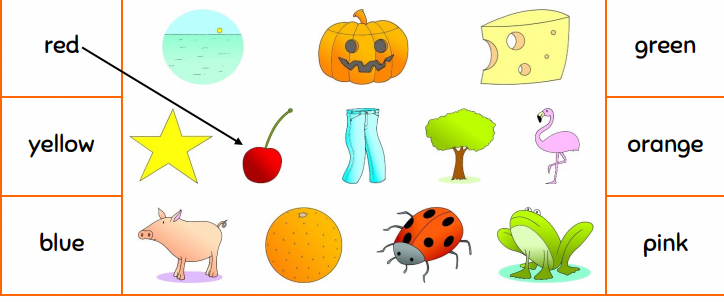 red
green
yellow
orange
blue
pink